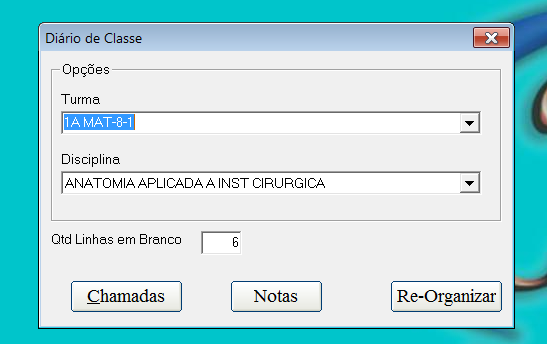 Diário de Classe
Opções
Turma
1A MAT-8-1
Disciplina
ANATOMIA APLICADA A INST CIRURGICA
Qtd Linhas em Branco 6
Chamadas Notas Re-Organizar